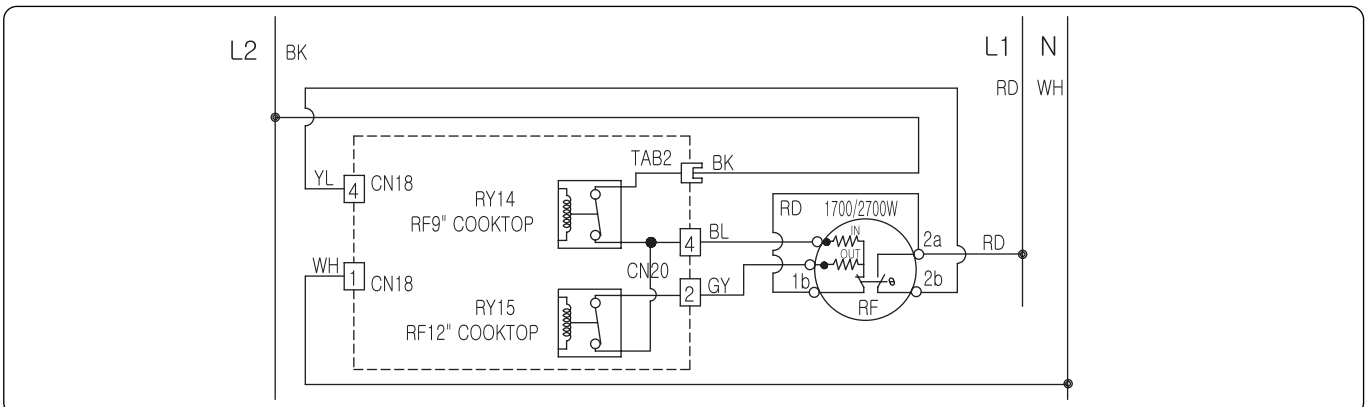 L2 BK L1 N
RD WH
TAB2 BK
YL 4 CN18
RY14
RF9" COOKTOP
RD 1700/2700W
IN
4 BL 2a RD
OUT
WH 1 CN18
CN20
2 GY 1b θ 2b
RY15
RF12" COOKTOP
RF